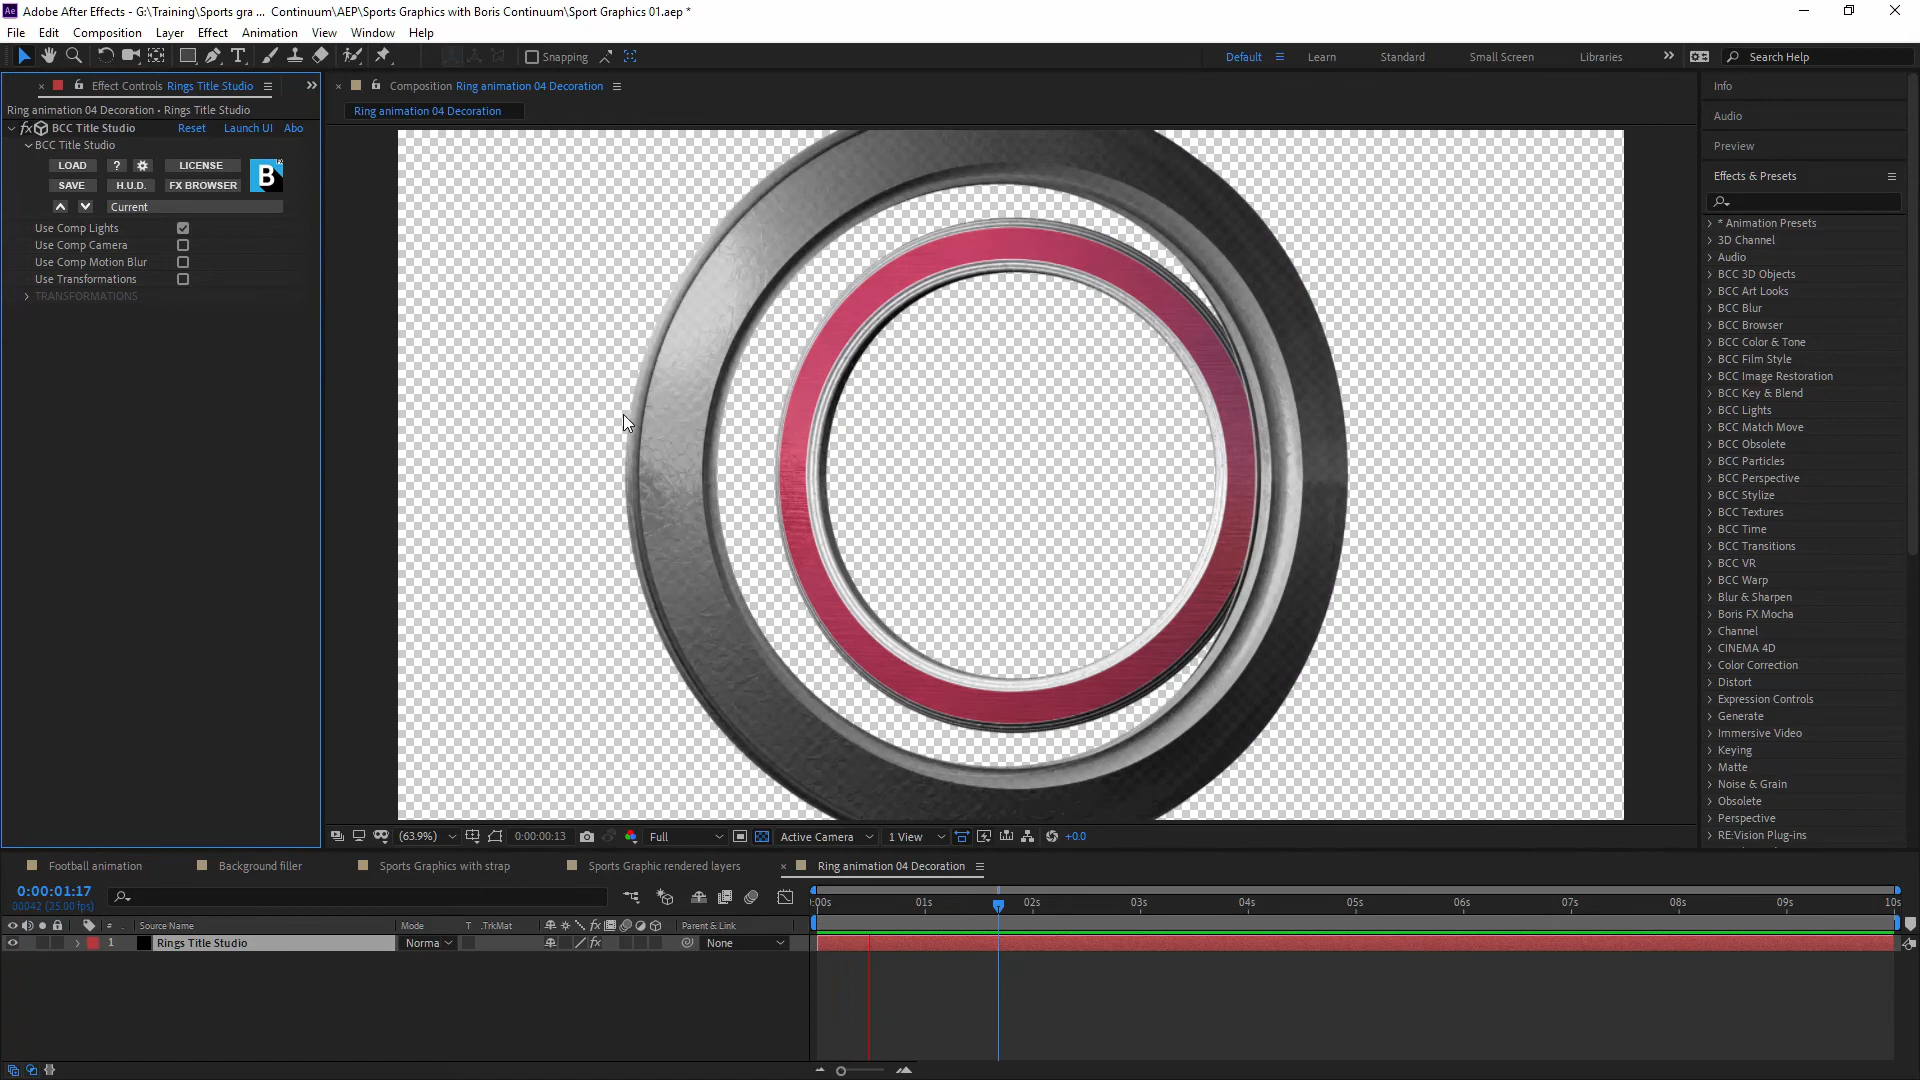 Ae Adobe After Effects - G:\Training\Sports gra ... Continuum\AEP\Sports Graphics with Boris Continuum\Sport Graphics 01.aep *
File Edit Composition Layer Effect Animation View Window Help
T Snapping Default Learn Standard Small Screen Libraries Search Help
Effect Controls Rings Title Studio
Composition Ring animation 04 Decoration
Info
Ring animation 04 Decoration • Rings Title Studio
Ring animation 04 Decoration
Audio
fx BCC Title Studio Reset Launch UI Abo
BCC Title Studio
Preview
LOAD ? LICENSE B
SAVE H.U.D. FX BROWSER
Current
Use Comp Lights
Use Comp Camera
Use Comp Motion Blur
Use Transformations
TRANSFORMATIONS
Effects & Presets
* Animation Presets
3D Channel
Audio
BCC 3D Objects
BCC Art Looks
BCC Blur
BCC Browser
BCC Color & Tone
BCC Film Style
BCC Image Restoration
BCC Key & Blend
BCC Lights
BCC Match Move
BCC Obsolete
BCC Particles
BCC Perspective
BCC Stylize
BCC Textures
BCC Time
BCC Transitions
BCC VR
BCC Warp
Blur & Sharpen
Boris FX Mocha
Channel
CINEMA 4D
Color Correction
Distort
Expression Controls
Generate
Immersive Video
Keying
Matte
Noise & Grain
Obsolete
Perspective
RE:Vision Plug-ins
(63.9%) 0:00:00:13 Full Active Camera 1 View +0.0
Football animation Background filler Sports Graphics with strap Sports Graphic rendered layers Ring animation 04 Decoration
0:00:01:17
00042 (25.00 fps)
:00s 01s 02s 03s 04s 05s 06s 07s 08s 09s 10s
# Source Name Mode T .TrkMat fx Parent & Link
1 Rings Title Studio Norma fx None